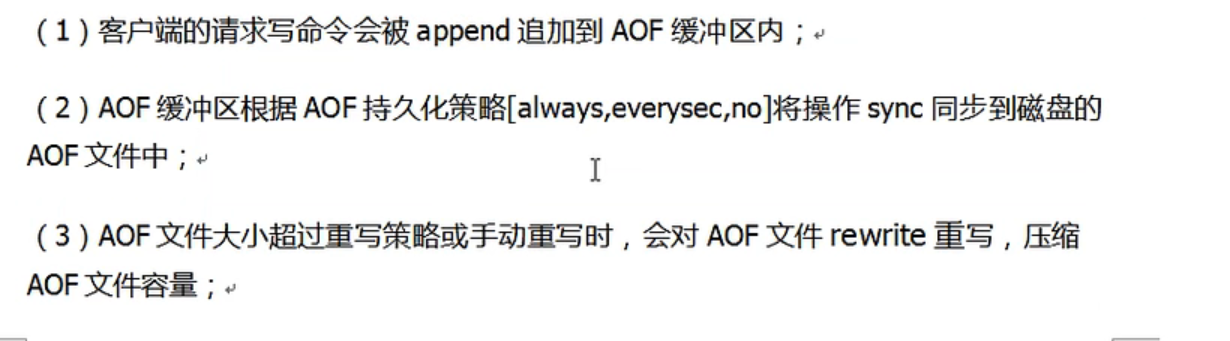 （1）客户端的请求写命令会被 append 追加到 AOF 缓冲区内；
（2）AOF 缓冲区根据 AOF 持久化策略[always,everysec,no]将操作 sync 同步到磁盘的
AOF 文件中；
（3）AOF 文件大小超过重写策略或手动重写时，会对 AOF 文件 rewrite 重写，压缩
AOF 文件容量；